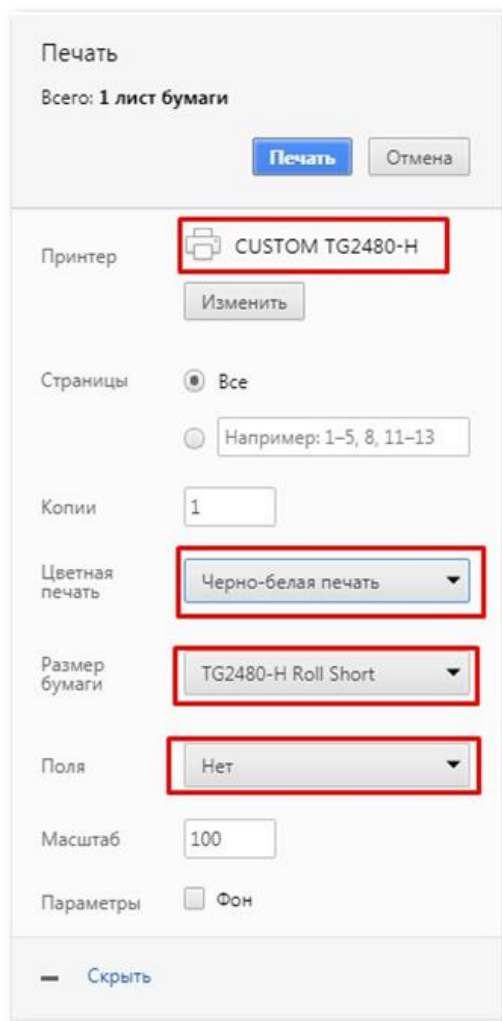 Печать
Всего: 1 лист бумаги
Печать
Отмена
Принтер
CUSTOM TG2480-H
Изменить
Страницы
Все
Например: 1–5, 8, 11–13
Копии
1
Цветная
печать
Черно-белая печать
Размер
бумаги
TG2480-H Roll Short
Поля
Нет
Масштаб
100
Параметры
Фон
Скрыть